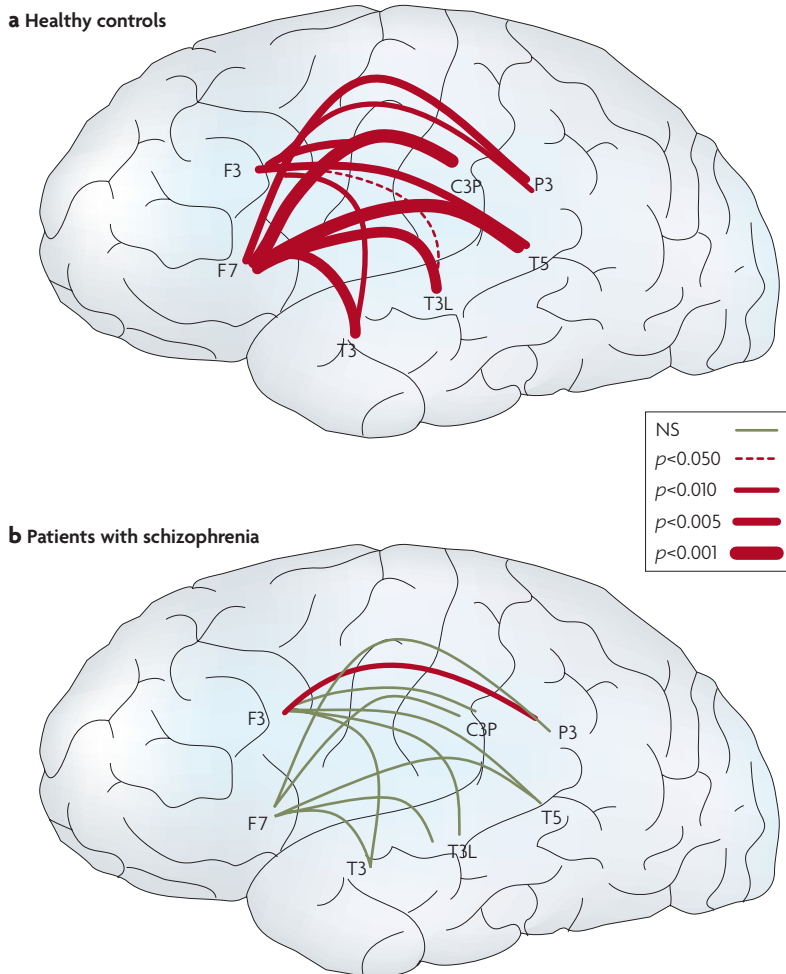 a Healthy controls
F3
C3P
P3
F7
T5
T3L
T3
NS
p<0.050
p<0.010
p<0.005
p<0.001
b Patients with schizophrenia
F3
C3P
P3
F7
T5
T3L
T3